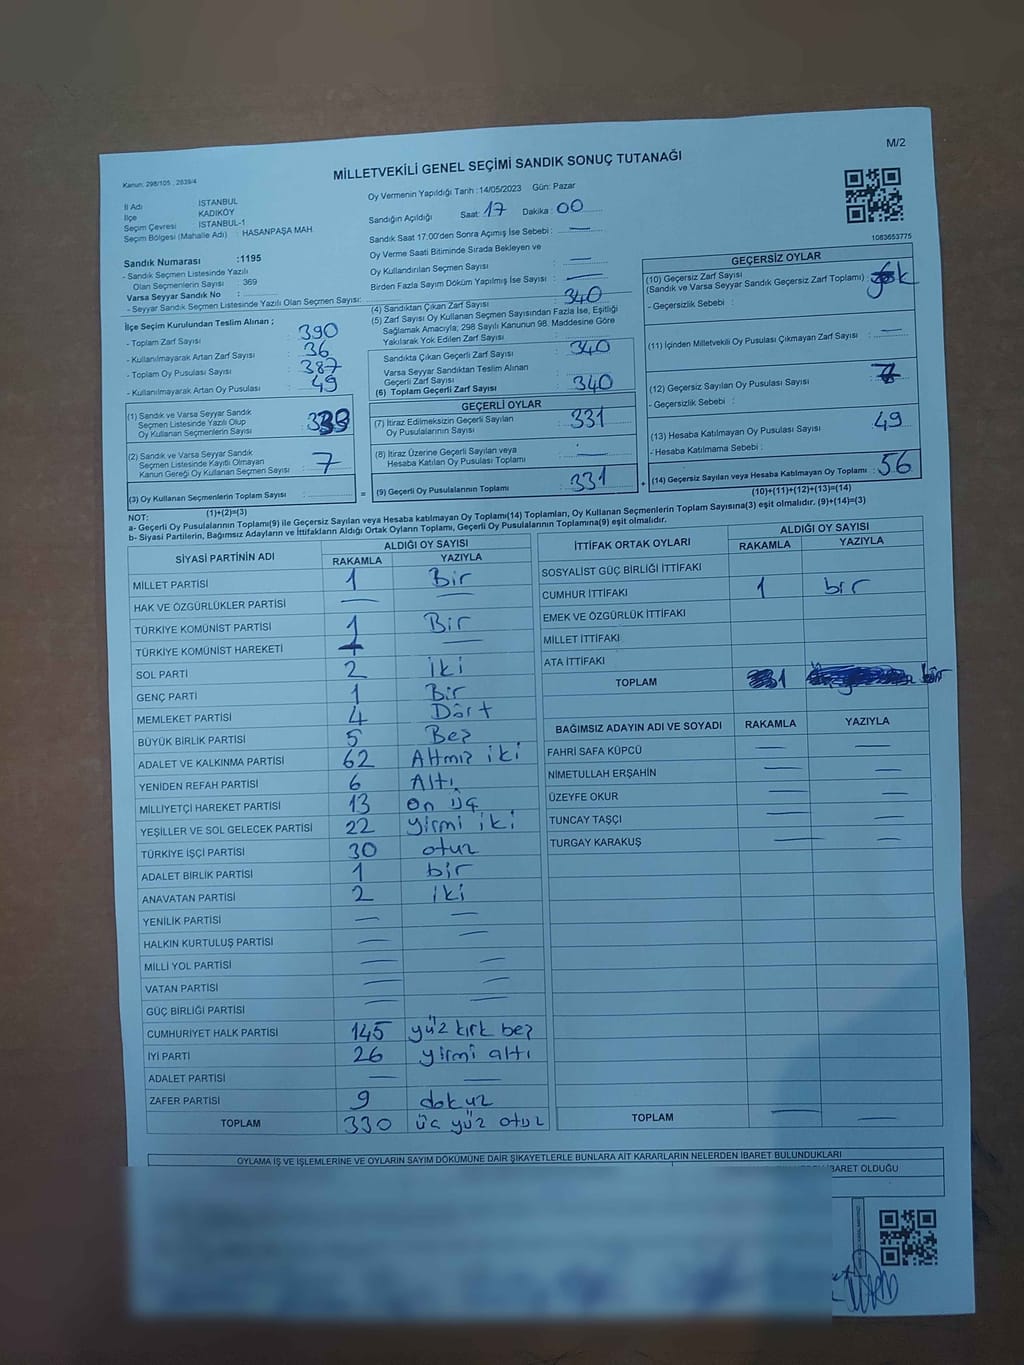 M/2
MİLLETVEKİLİ GENEL SEÇİMİ SANDIK SONUÇ TUTANAĞI
Kanun: 298/105 , 2839/4
İl Adı İSTANBUL
İlçe KADIKÖY
Seçim Çevresi İSTANBUL-1
Seçim Bölgesi (Mahalle Adı) : HASANPAŞA MAH.
Oy Vermenin Yapıldığı Tarih : 14/05/2023 Gün: Pazar
Sandığın Açıldığı Saat: 17 Dakika : 00
Sandık Saat 17:00'den Sonra Açılmış İse Sebebi : —
Oy Verme Saati Bitiminde Sırada Bekleyen ve
Oy Kullandırılan Seçmen Sayısı —
Birden Fazla Sayım Döküm Yapılmış İse Sayısı : —
1083653775
Sandık Numarası :1195
- Sandık Seçmen Listesinde Yazılı
Olan Seçmenlerin Sayısı 369
Varsa Seyyar Sandık No :
- Seyyar Sandık Seçmen Listesinde Yazılı Olan Seçmen Sayısı:
İlçe Seçim Kurulundan Teslim Alınan ;
- Toplam Zarf Sayısı : 390
- Kullanılmayarak Artan Zarf Sayısı : 36
- Toplam Oy Pusulası Sayısı : 387
- Kullanılmayarak Artan Oy Pusulası : 49
(1) Sandık ve Varsa Seyyar Sandık
Seçmen Listesinde Yazılı Olup
Oy Kullanan Seçmenlerin Sayısı :
(2) Sandık ve Varsa Seyyar Sandık
Seçmen Listesinde Kayıtlı Olmayan
Kanun Gereği Oy Kullanan Seçmen Sayısı : 7
(3) Oy Kullanan Seçmenlerin Toplam Sayısı :
(1)+(2)=(3)
(4) Sandıktan Çıkan Zarf Sayısı : 340
(5) Zarf Sayısı Oy Kullanan Seçmen Sayısından Fazla İse, Eşitliği
Sağlamak Amacıyla; 298 Sayılı Kanunun 98. Maddesine Göre
Yakılarak Yok Edilen Zarf Sayısı :
Sandıkta Çıkan Geçerli Zarf Sayısı : 340
Varsa Seyyar Sandıktan Teslim Alınan
Geçerli Zarf Sayısı :
(6) Toplam Geçerli Zarf Sayısı : 340
GEÇERLİ OYLAR
(7) İtiraz Edilmeksizin Geçerli Sayılan
Oy Pusulalarının Sayısı : 331
(8) İtiraz Üzerine Geçerli Sayılan veya
Hesaba Katılan Oy Pusulası Toplamı : —
= (9) Geçerli Oy Pusulalarının Toplamı : 331
GEÇERSİZ OYLAR
(10) Geçersiz Zarf Sayısı
(Sandık ve Varsa Seyyar Sandık Geçersiz Zarf Toplamı) :
- Geçersizlik Sebebi :
(11) İçinden Milletvekili Oy Pusulası Çıkmayan Zarf Sayısı : —
(12) Geçersiz Sayılan Oy Pusulası Sayısı : 7
- Geçersizlik Sebebi :
(13) Hesaba Katılmayan Oy Pusulası Sayısı : 49
- Hesaba Katılmama Sebebi :
+ (14) Geçersiz Sayılan veya Hesaba Katılmayan Oy Toplamı : 56
(10)+(11)+(12)+(13)=(14)
NOT:
a- Geçerli Oy Pusulalarının Toplamı(9) ile Geçersiz Sayılan veya Hesaba katılmayan Oy Toplamı(14) Toplamları, Oy Kullanan Seçmenlerin Toplam Sayısına(3) eşit olmalıdır. (9)+(14)=(3)
b- Siyasi Partilerin, Bağımsız Adayların ve İttifakların Aldığı Ortak Oyların Toplamı, Geçerli Oy Pusulalarının Toplamına(9) eşit olmalıdır.
SİYASİ PARTİNİN ADI ALDIĞI OY SAYISI
RAKAMLA YAZIYLA
MİLLET PARTİSİ 1 Bir
HAK VE ÖZGÜRLÜKLER PARTİSİ — —
TÜRKİYE KOMÜNİST PARTİSİ 1 Bir
TÜRKİYE KOMÜNİST HAREKETİ —
SOL PARTİ 2 iki
GENÇ PARTİ 1 Bir
MEMLEKET PARTİSİ 4 Dört
BÜYÜK BİRLİK PARTİSİ 5 Beş
ADALET VE KALKINMA PARTİSİ 62 Altmış iki
YENİDEN REFAH PARTİSİ 6 Altı
MİLLİYETÇİ HAREKET PARTİSİ 13 on üç
YEŞİLLER VE SOL GELECEK PARTİSİ 22 yirmi iki
TÜRKİYE İŞÇİ PARTİSİ 30 otuz
ADALET BİRLİK PARTİSİ 1 bir
ANAVATAN PARTİSİ 2 iki
YENİLİK PARTİSİ — —
HALKIN KURTULUŞ PARTİSİ — —
MİLLİ YOL PARTİSİ — —
VATAN PARTİSİ — —
GÜÇ BİRLİĞİ PARTİSİ — —
CUMHURİYET HALK PARTİSİ 145 yüz kırk beş
İYİ PARTİ 26 yirmi altı
ADALET PARTİSİ — —
ZAFER PARTİSİ 9 dokuz
TOPLAM 330 üç yüz otuz
İTTİFAK ORTAK OYLARI ALDIĞI OY SAYISI
RAKAMLA YAZIYLA
SOSYALİST GÜÇ BİRLİĞİ İTTİFAKI
CUMHUR İTTİFAKI 1 bir
EMEK VE ÖZGÜRLÜK İTTİFAKI
MİLLET İTTİFAKI
ATA İTTİFAKI
TOPLAM 1 bir
BAĞIMSIZ ADAYIN ADI VE SOYADI RAKAMLA YAZIYLA
FAHRİ SAFA KÜPCÜ — —
NİMETULLAH ERŞAHİN — —
ÜZEYFE OKUR — —
TUNCAY TAŞÇI — —
TURGAY KARAKUŞ — —
TOPLAM — —
OYLAMA İŞ VE İŞLEMLERİNE VE OYLARIN SAYIM DÖKÜMÜNE DAİR ŞİKAYETLERLE BUNLARA AİT KARARLARIN NELERDEN İBARET BULUNDUKLARI
İBARET OLDUĞU